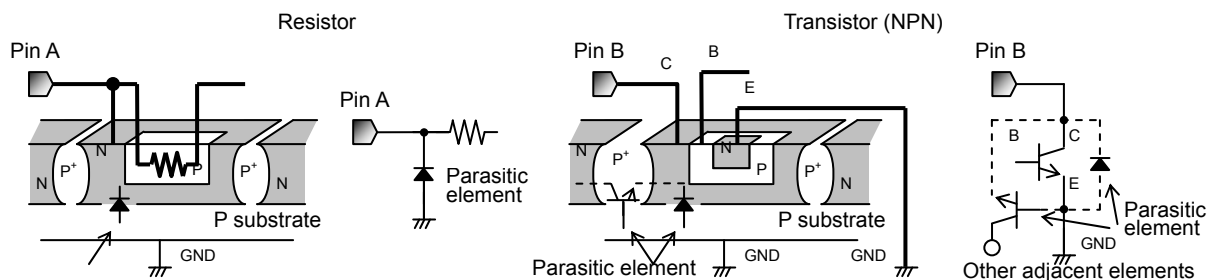 Resistor
Transistor (NPN)
Pin A
Pin A
Pin B
C
B
E
Pin B
N
P+
N
P
P+
N
Parasitic
element
P substrate
GND
N
P+
N
P
P+
N
P substrate
GND
Parasitic element
B
C
E
Parasitic
element
GND
Other adjacent elements